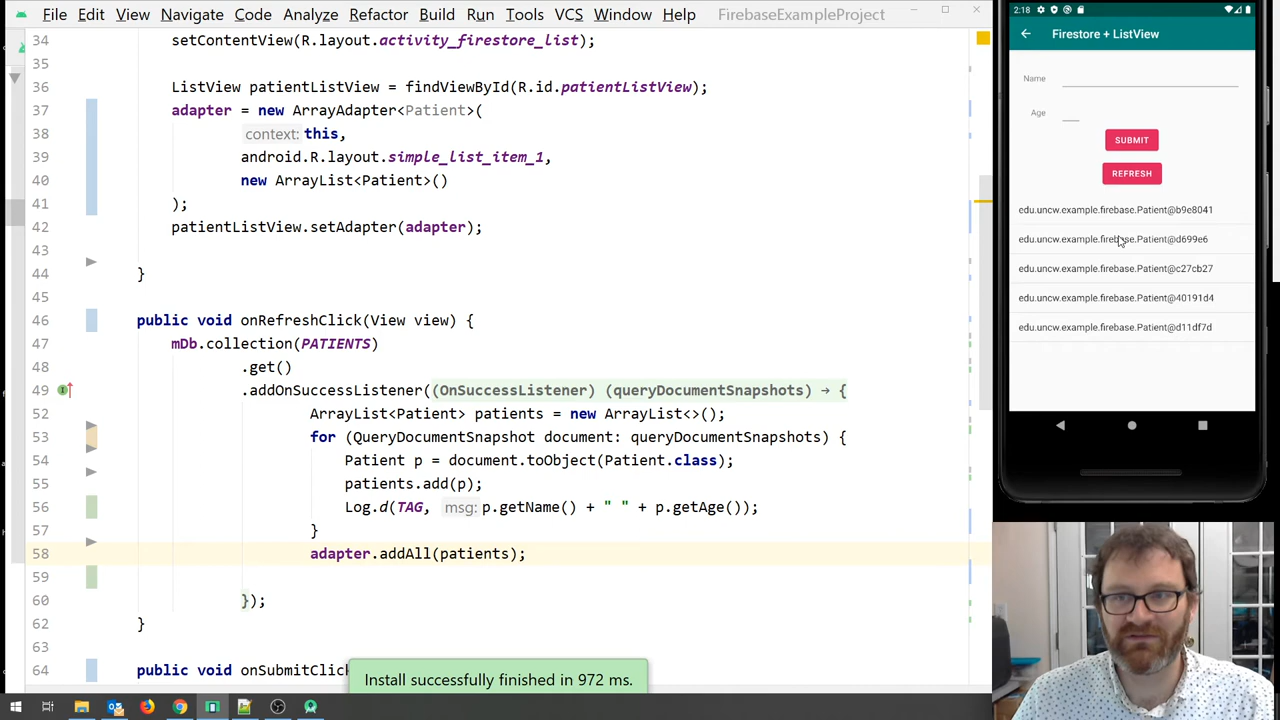 File Edit View Navigate Code Analyze Refactor Build Run Tools VCS Window Help FirebaseExampleProject
34 setContentView(R.layout.activity_firestore_list);
35
36 ListView patientListView = findViewById(R.id.patientListView);
37 adapter = new ArrayAdapter<Patient>(
38 context: this,
39 android.R.layout.simple_list_item_1,
40 new ArrayList<Patient>()
41 );
42 patientListView.setAdapter(adapter);
43
44 }
45
46 public void onRefreshClick(View view) {
47 mDb.collection(PATIENTS)
48 .get()
49 .addOnSuccessListener((OnSuccessListener) (queryDocumentSnapshots) → {
52 ArrayList<Patient> patients = new ArrayList<>();
53 for (QueryDocumentSnapshot document: queryDocumentSnapshots) {
54 Patient p = document.toObject(Patient.class);
55 patients.add(p);
56 Log.d(TAG, msg: p.getName() + " " + p.getAge());
57 }
58 adapter.addAll(patients);
59
60 });
62 }
63
64 public void onSubmitClick
Install successfully finished in 972 ms.
2:18
Firestore + ListView
Name
Age
SUBMIT
REFRESH
edu.uncw.example.firebase.Patient@b9e8041
edu.uncw.example.firebase.Patient@d699e6
edu.uncw.example.firebase.Patient@c27cb27
edu.uncw.example.firebase.Patient@40191d4
edu.uncw.example.firebase.Patient@d11df7d